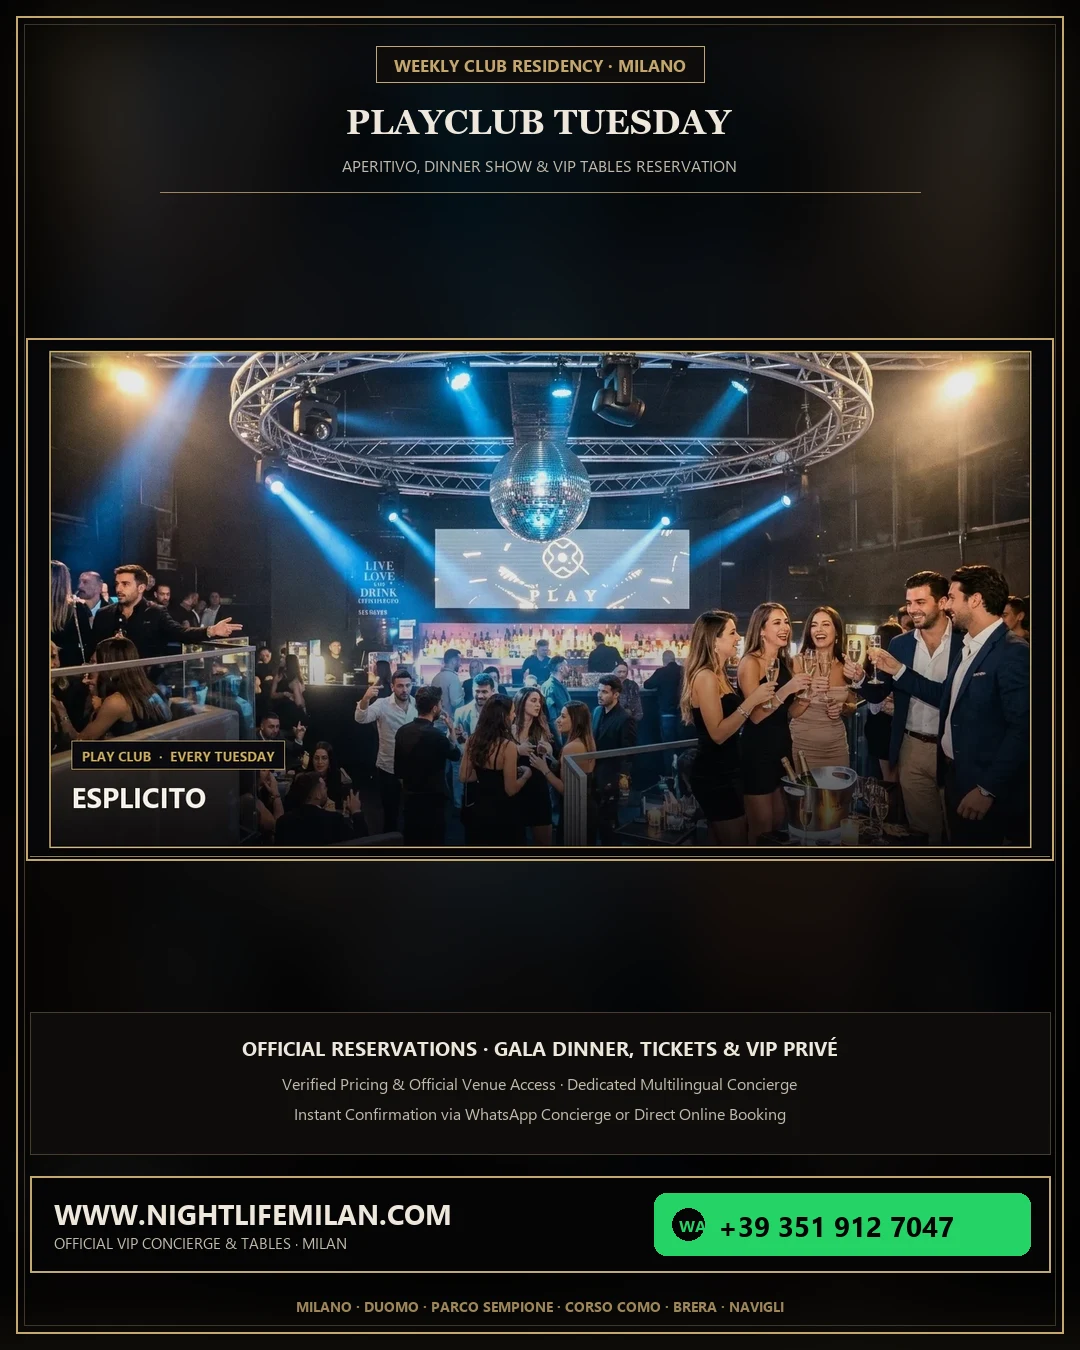 WEEKLY CLUB RESIDENCY · MILANO
PLAYCLUB TUESDAY
APERITIVO, DINNER SHOW & VIP TABLES RESERVATION
LIVE
LOVE
DRINK
PLAY
PLAY CLUB · EVERY TUESDAY
ESPLICITO
OFFICIAL RESERVATIONS · GALA DINNER, TICKETS & VIP PRIVÉ
Verified Pricing & Official Venue Access · Dedicated Multilingual Concierge
Instant Confirmation via WhatsApp Concierge or Direct Online Booking
WWW.NIGHTLIFEMILAN.COM
OFFICIAL VIP CONCIERGE & TABLES · MILAN
WA +39 351 912 7047
MILANO · DUOMO · PARCO SEMPIONE · CORSO COMO · BRERA · NAVIGLI